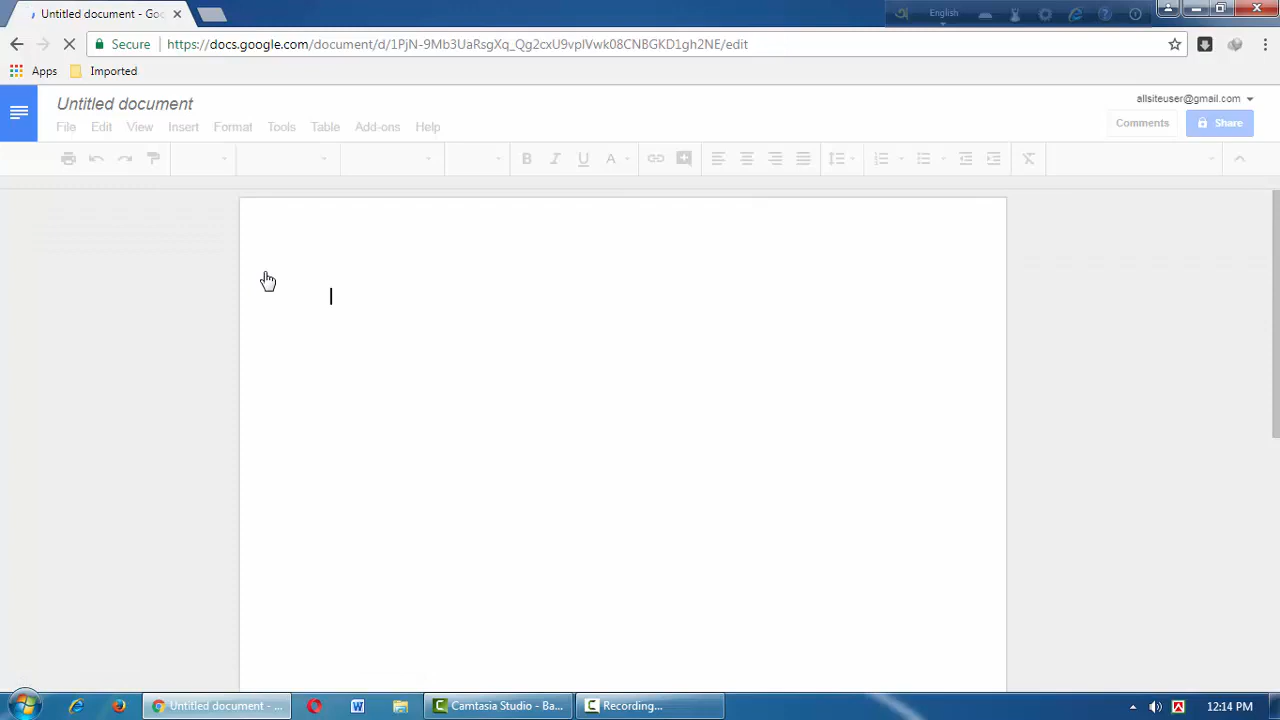 Untitled document - Goo
English
Secure
https://docs.google.com/document/d/1PjN-9Mb3UaRsgXq_Qg2cxU9vplVwk08CNBGKD1gh2NE/edit
Apps
Imported
Untitled document
allsiteuser@gmail.com
File Edit View Insert Format Tools Table Add-ons Help
Comments
Share
B I U A
Untitled document - ...
Camtasia Studio - Ba...
Recording...
12:14 PM